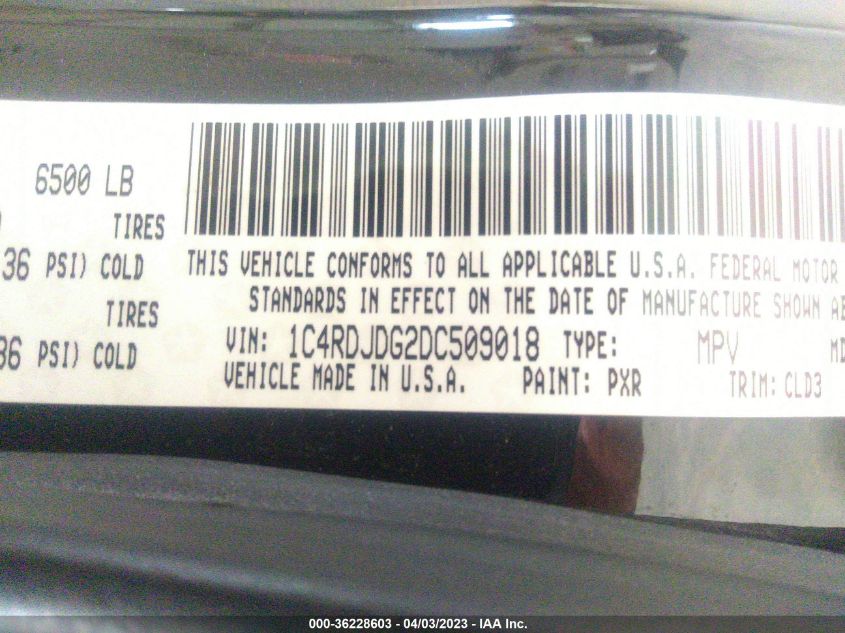 6500 LB
TIRES
36 PSI) COLD
TIRES
36 PSI) COLD
THIS VEHICLE CONFORMS TO ALL APPLICABLE U.S.A. FEDERAL MOTOR
STANDARDS IN EFFECT ON THE DATE OF MANUFACTURE SHOWN
VIN: 1C4RDJDG2DC509018 TYPE: MPV
VEHICLE MADE IN U.S.A. PAINT: PXR TRIM: CLD3
000-36228603 - 04/03/2023 - IAA Inc.